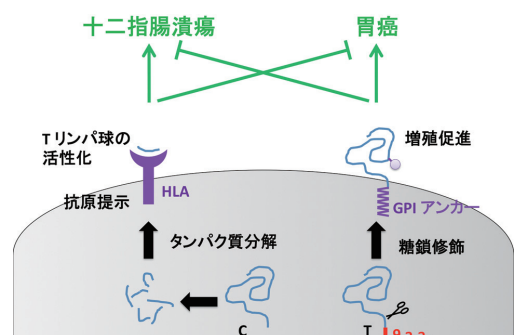 十二指腸潰瘍
胃癌
Tリンパ球の
活性化
増殖促進
HLA
抗原提示
GPI アンカー
タンパク質分解
糖鎖修飾
C
T